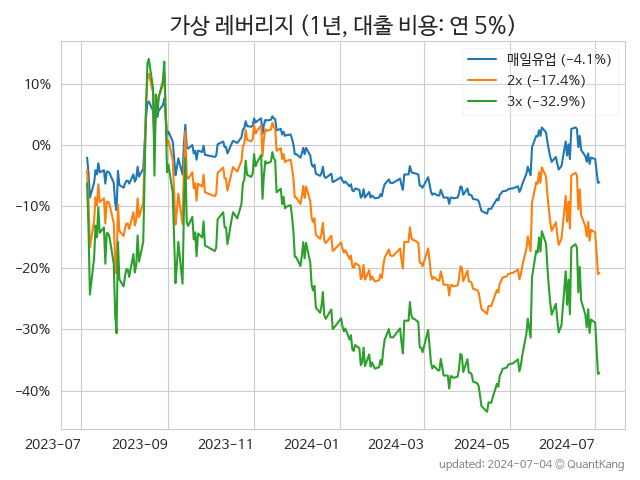 가상 레버리지 (1년, 대출 비용: 연 5%)
매일유업 (−4.1%)
2x (−17.4%)
3x (−32.9%)
10%
0%
−10%
−20%
−30%
−40%
2023-07
2023-09
2023-11
2024-01
2024-03
2024-05
2024-07
updated: 2024-07-04 © QuantKang